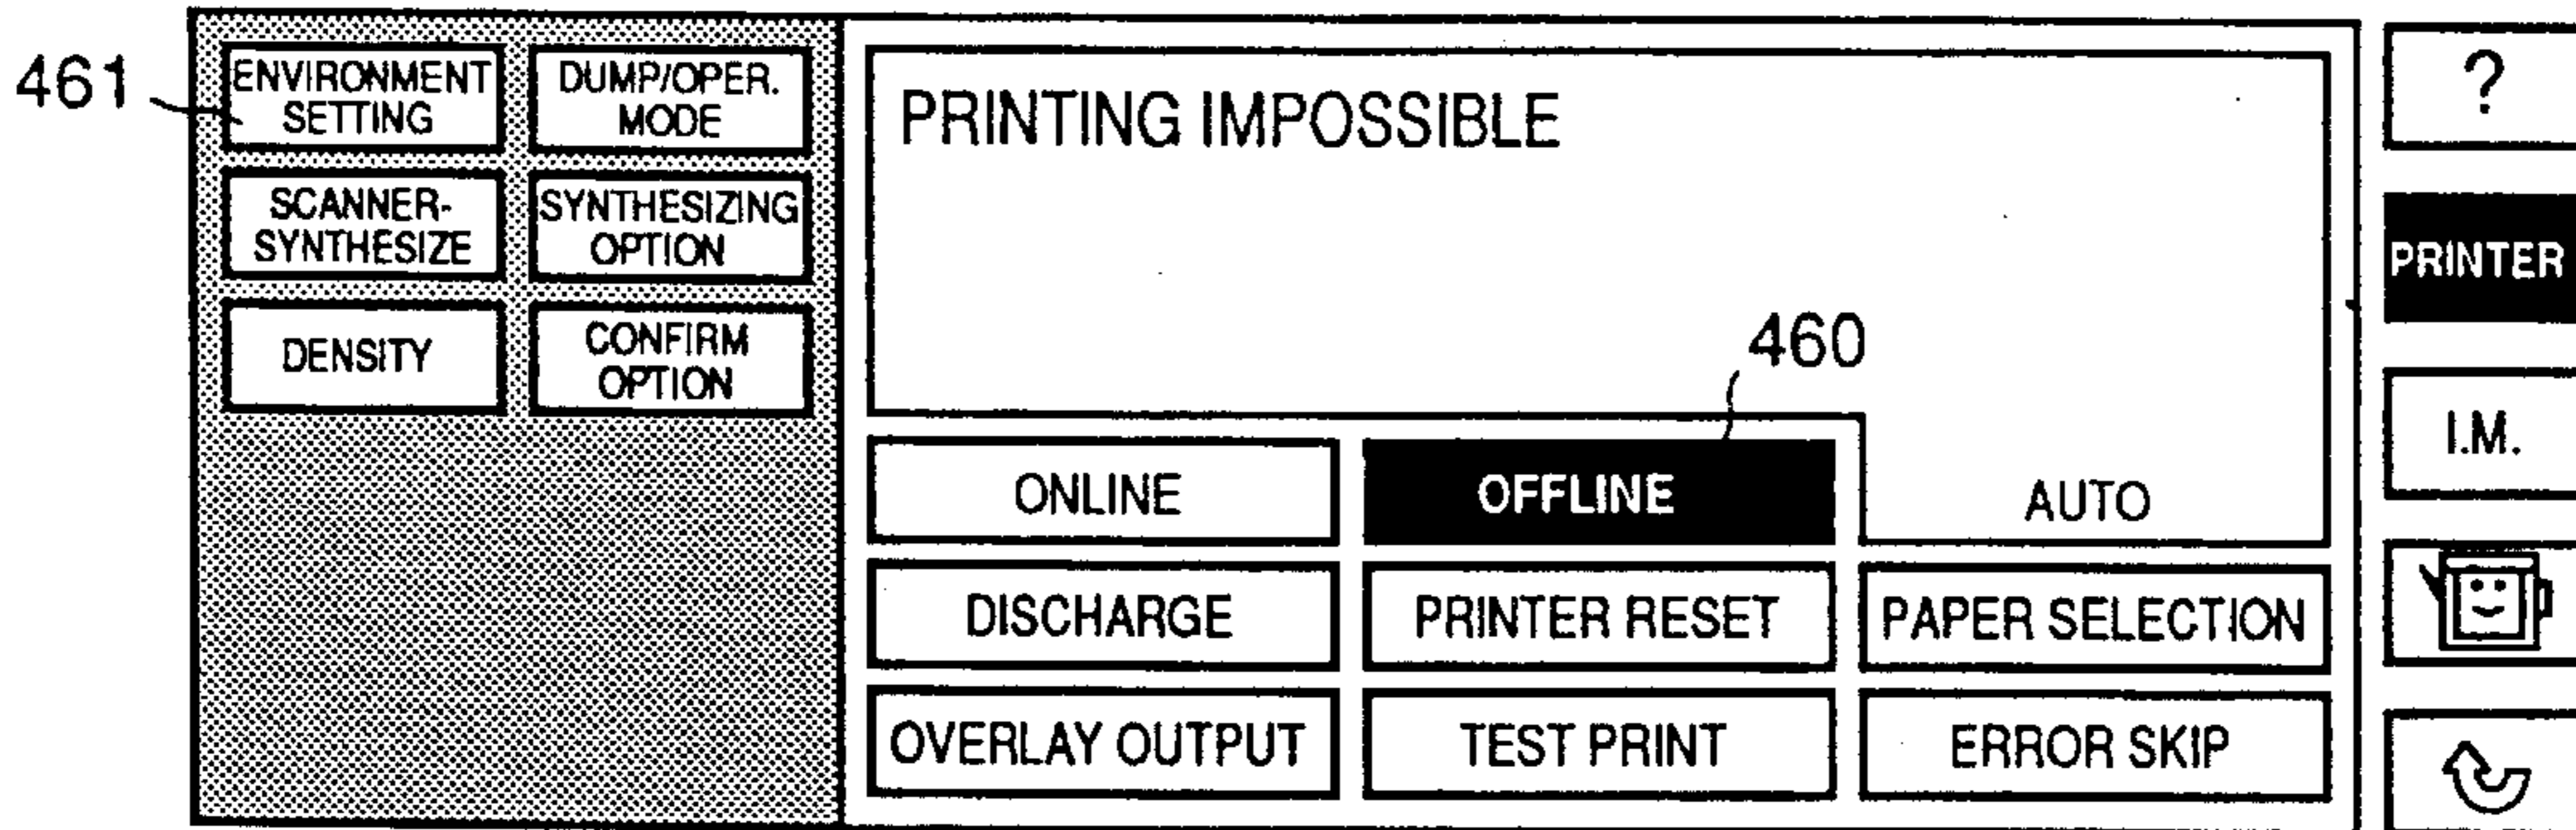 461
ENVIRONMENT
SETTING
DUMP/OPER.
MODE
SCANNER-
SYNTHESIZE
SYNTHESIZING
OPTION
DENSITY
CONFIRM
OPTION
PRINTING IMPOSSIBLE
460
ONLINE
OFFLINE
AUTO
DISCHARGE
PRINTER RESET
PAPER SELECTION
OVERLAY OUTPUT
TEST PRINT
ERROR SKIP
?
PRINTER
I.M.